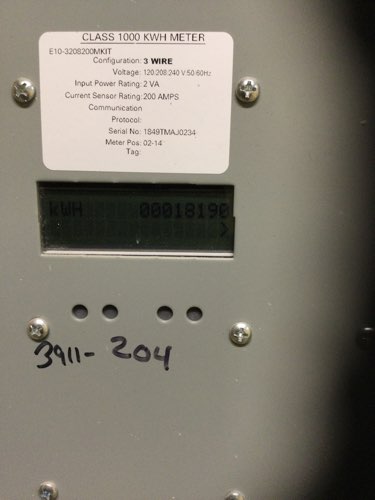 CLASS 1000 KWH METER
E10-3208200MKIT
Configuration: 3 WIRE
Voltage: 120:208:240 V:50-60Hz
Input Power Rating: 2 VA
Current Sensor Rating: 200 AMPS
Communication
Protocol:
Serial No: 1849TMAJ0234
Meter Pos: 02-14
Tag:
kWH 00018190
>
3911- 204